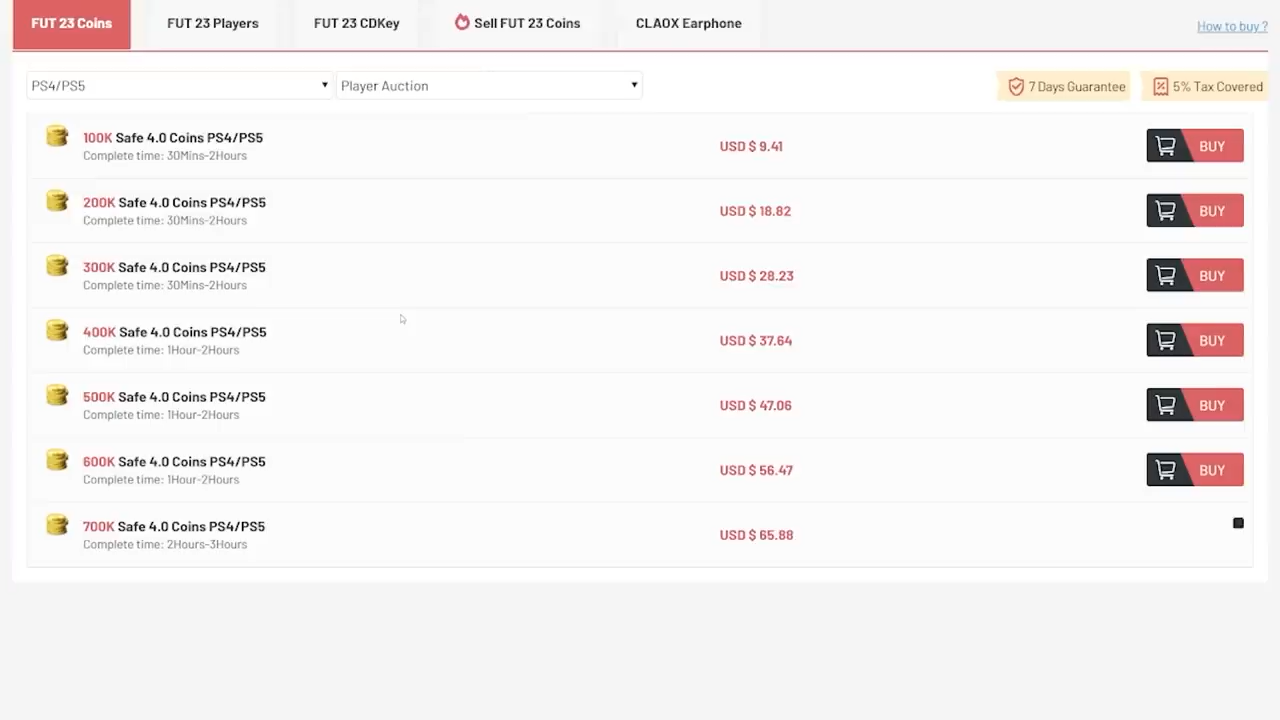 FUT 23 Coins
FUT 23 Players
FUT 23 CDKey
Sell FUT 23 Coins
CLAOX Earphone
How to buy ?
PS4/PS5
Player Auction
7 Days Guarantee
5% Tax Covered
100K Safe 4.0 Coins PS4/PS5
Complete time: 30Mins-2Hours
USD $ 9.41
BUY
200K Safe 4.0 Coins PS4/PS5
Complete time: 30Mins-2Hours
USD $ 18.82
BUY
300K Safe 4.0 Coins PS4/PS5
Complete time: 30Mins-2Hours
USD $ 28.23
BUY
400K Safe 4.0 Coins PS4/PS5
Complete time: 1Hour-2Hours
USD $ 37.64
BUY
500K Safe 4.0 Coins PS4/PS5
Complete time: 1Hour-2Hours
USD $ 47.06
BUY
600K Safe 4.0 Coins PS4/PS5
Complete time: 1Hour-2Hours
USD $ 56.47
BUY
700K Safe 4.0 Coins PS4/PS5
Complete time: 2Hours-3Hours
USD $ 65.88